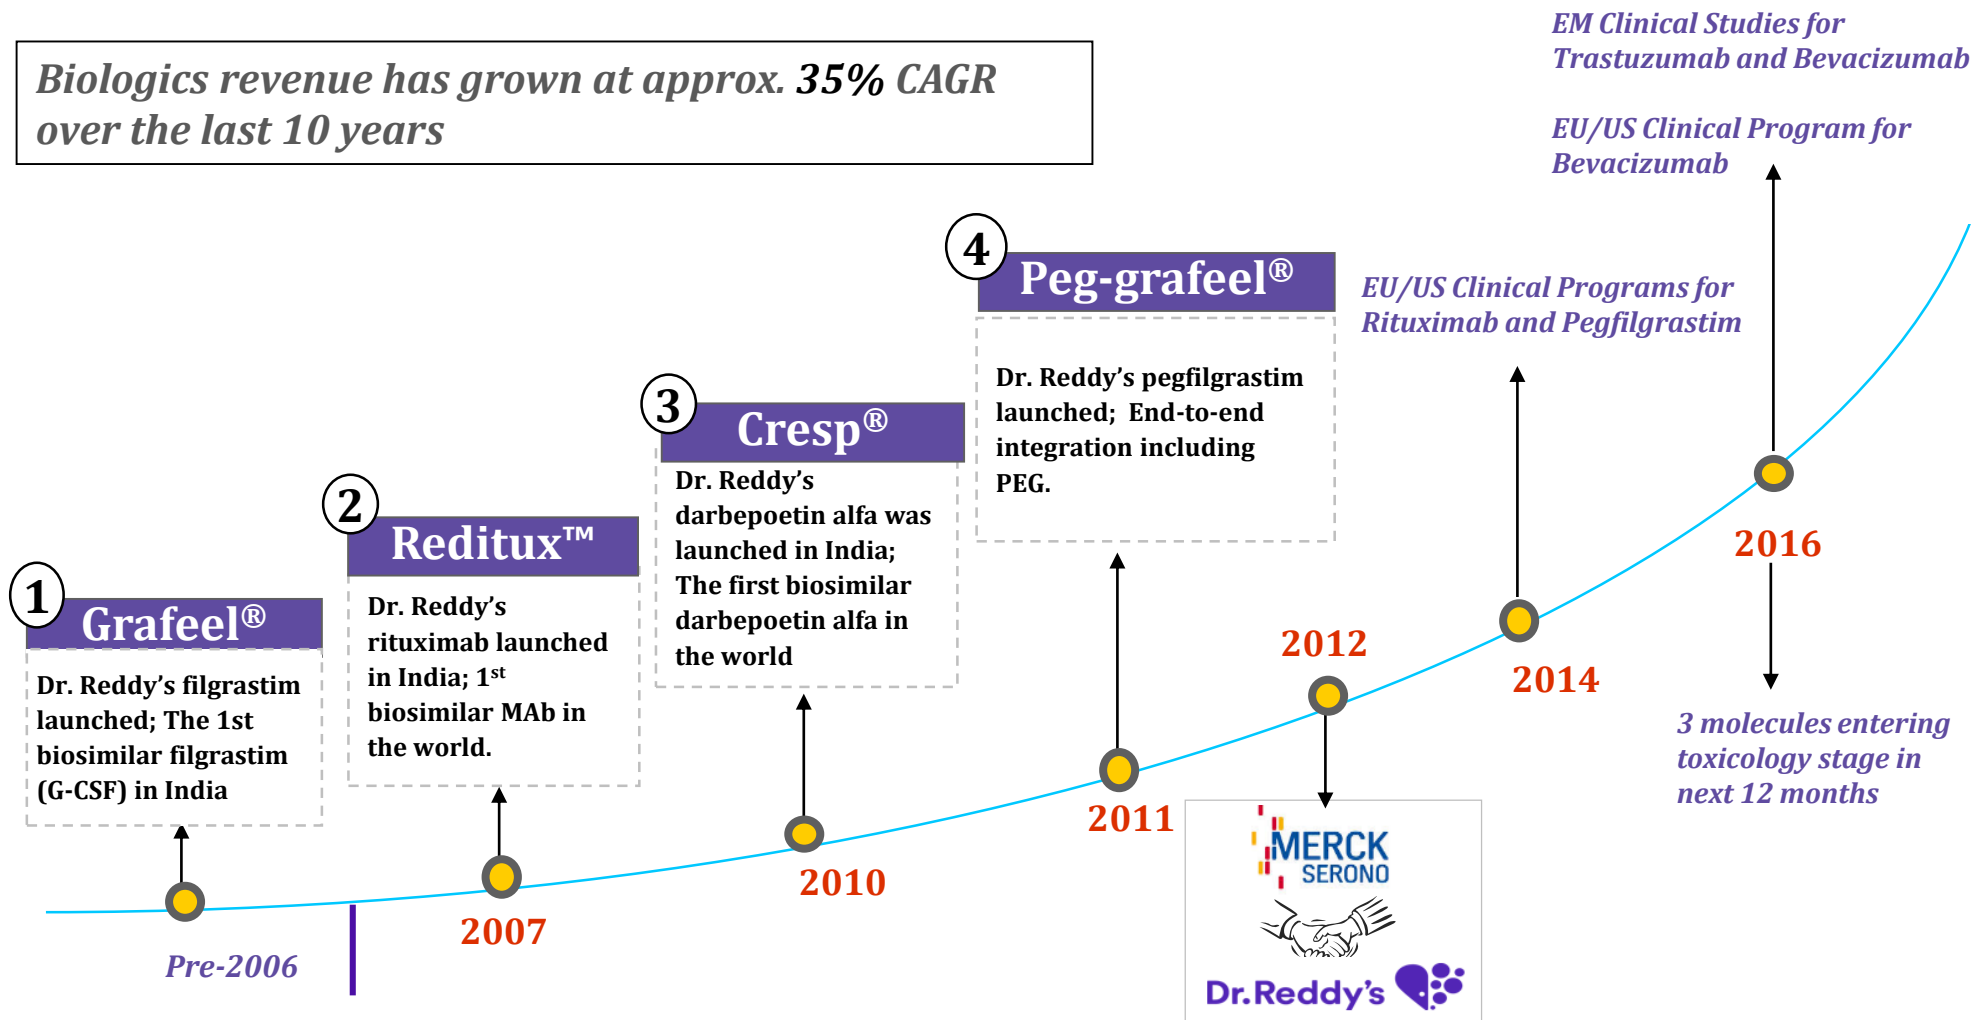 Biologics revenue has grown at approx. 35% CAGR
over the last 10 years
EM Clinical Studies for
Trastuzumab and Bevacizumab
EU/US Clinical Program for
Bevacizumab
1
Grafeel®
Dr. Reddy’s filgrastim
launched; The 1st
biosimilar filgrastim
(G-CSF) in India
Pre-2006
2
Reditux™
Dr. Reddy’s
rituximab launched
in India; 1st
biosimilar MAb in
the world.
2007
3
Cresp®
Dr. Reddy’s
darbepoetin alfa was
launched in India;
The first biosimilar
darbepoetin alfa in
the world
2010
4
Peg-grafeel®
Dr. Reddy’s pegfilgrastim
launched; End-to-end
integration including
PEG.
2011
2012
MERCK
SERONO
Dr.Reddy’s
EU/US Clinical Programs for
Rituximab and Pegfilgrastim
2014
2016
3 molecules entering
toxicology stage in
next 12 months